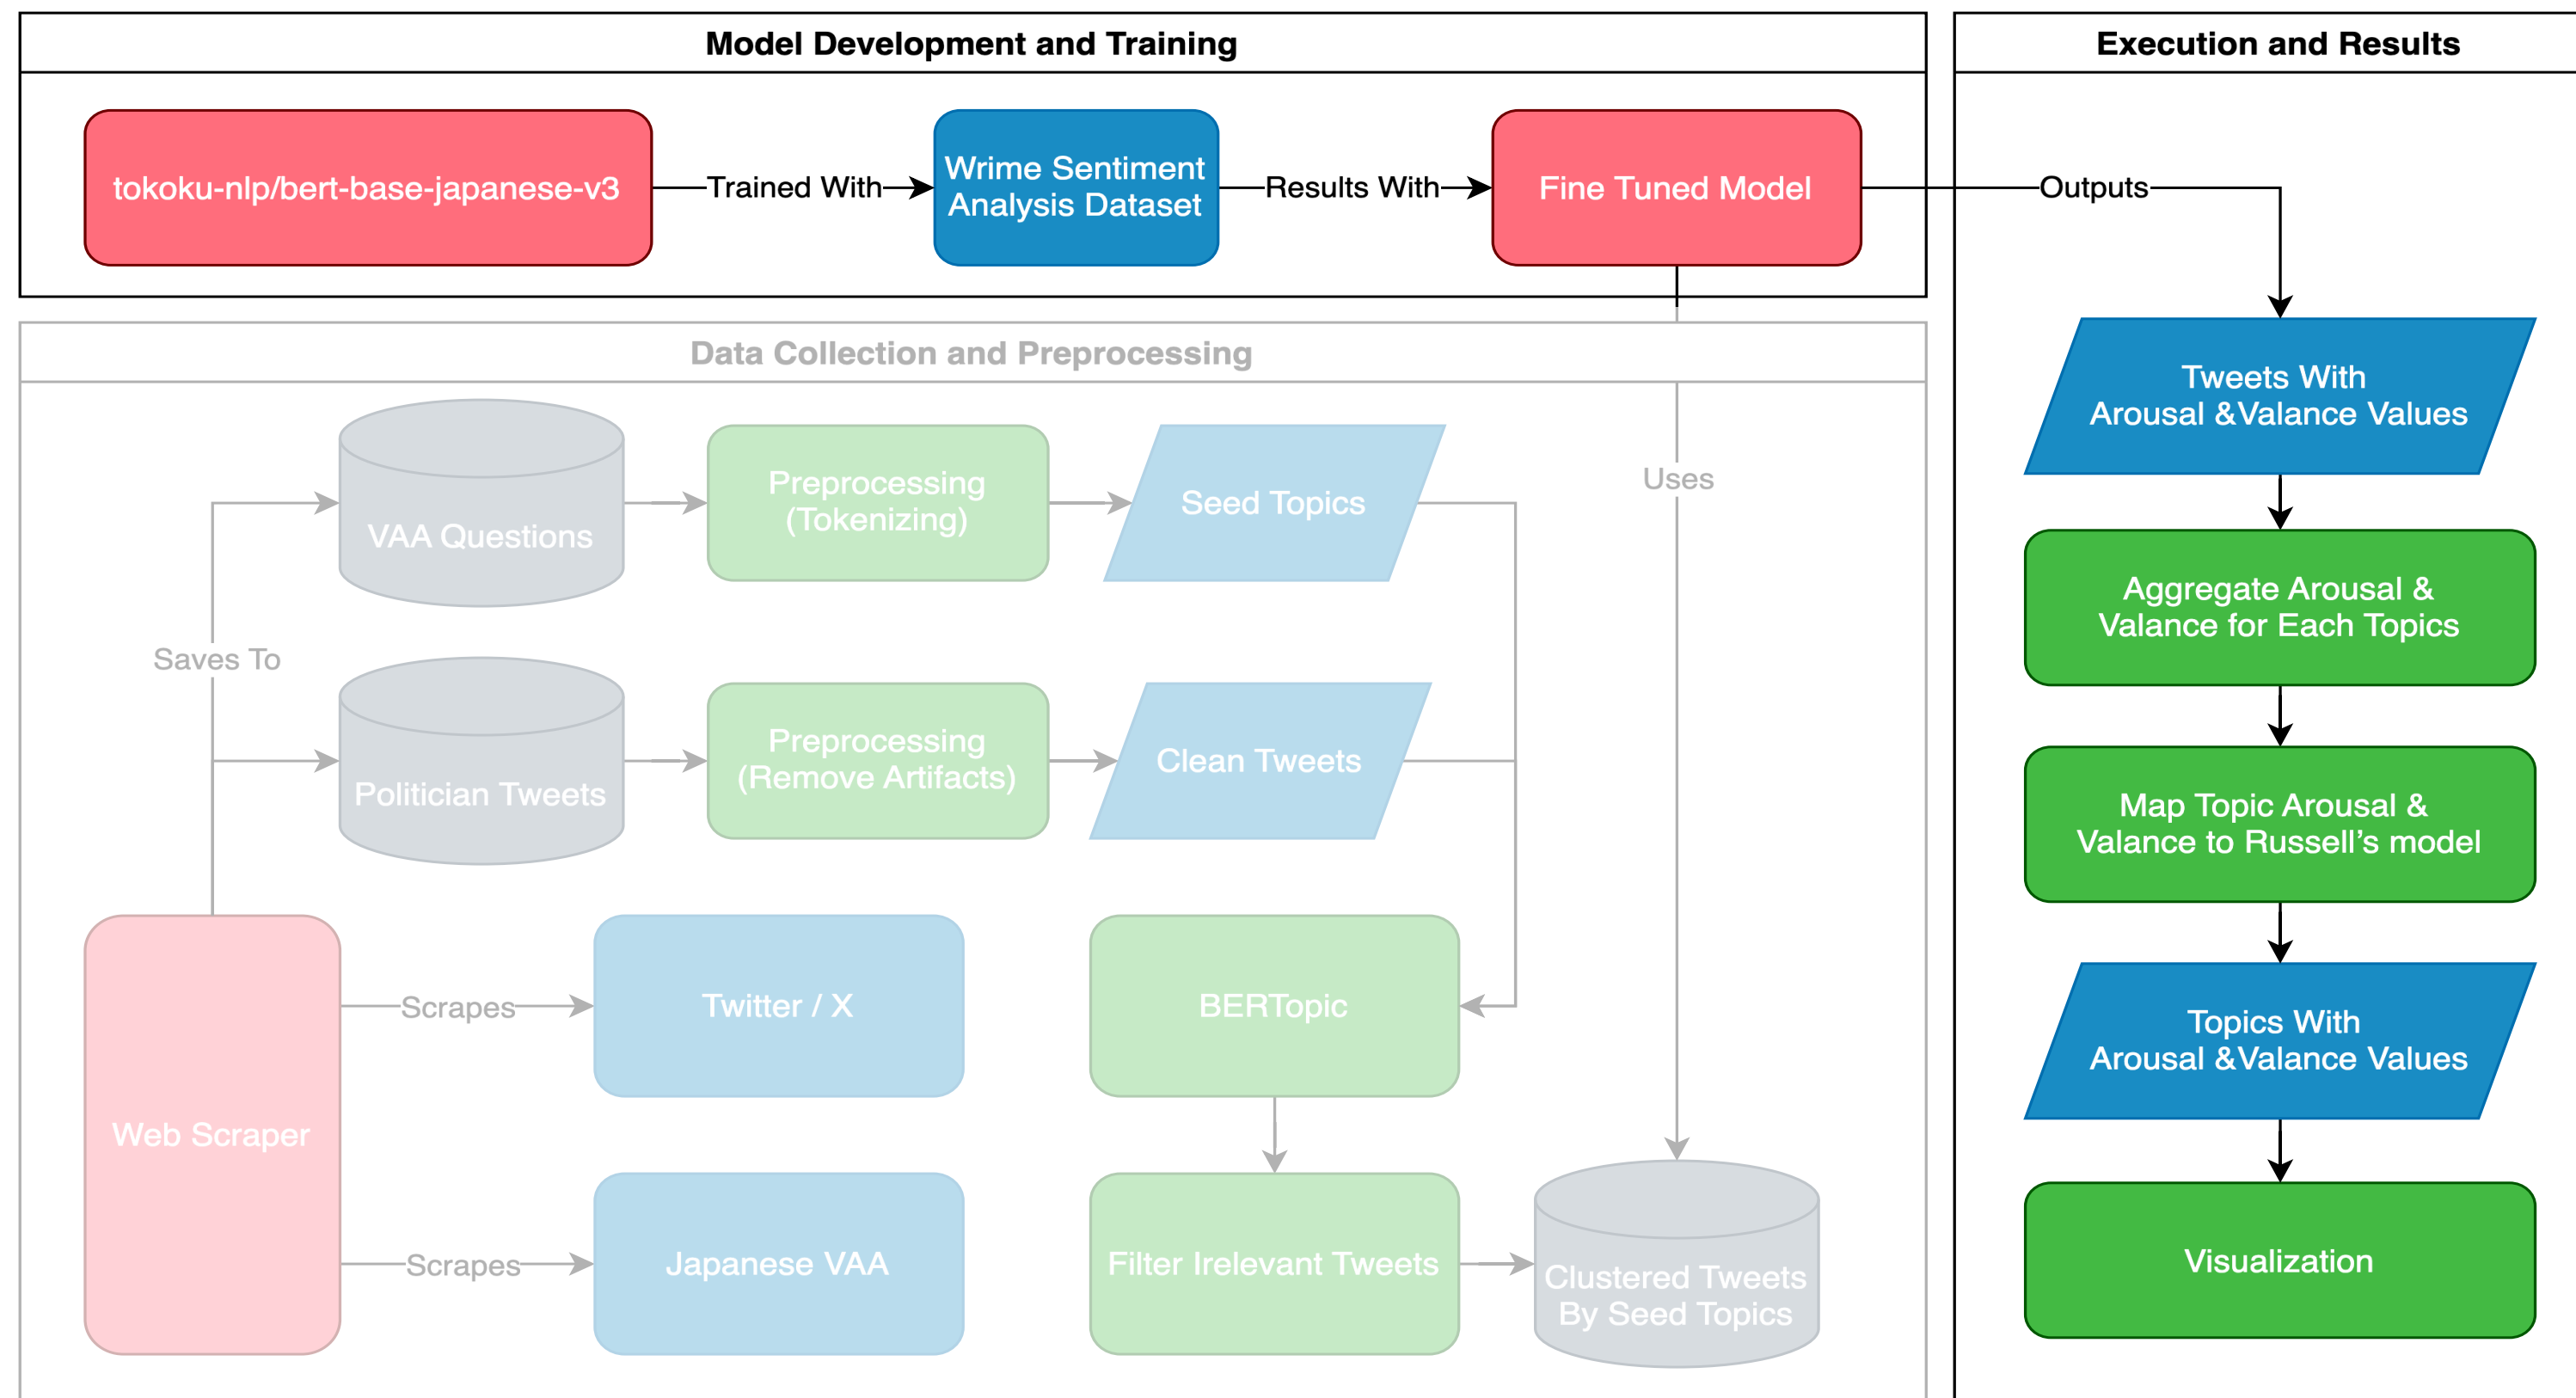 Model Development and Training
tokoku-nlp/bert-base-japanese-v3
Trained With
Wrime Sentiment
Analysis Dataset
Results With
Fine Tuned Model
Data Collection and Preprocessing
VAA Questions
Preprocessing
(Tokenizing)
Seed Topics
Uses
Saves To
Politician Tweets
Preprocessing
(Remove Artifacts)
Clean Tweets
Web Scraper
Scrapes
Twitter / X
BERTopic
Scrapes
Japanese VAA
Filter Irelevant Tweets
Clustered Tweets
By Seed Topics
Execution and Results
Outputs
Tweets With
Arousal &Valance Values
Aggregate Arousal &
Valance for Each Topics
Map Topic Arousal &
Valance to Russell’s model
Topics With
Arousal &Valance Values
Visualization